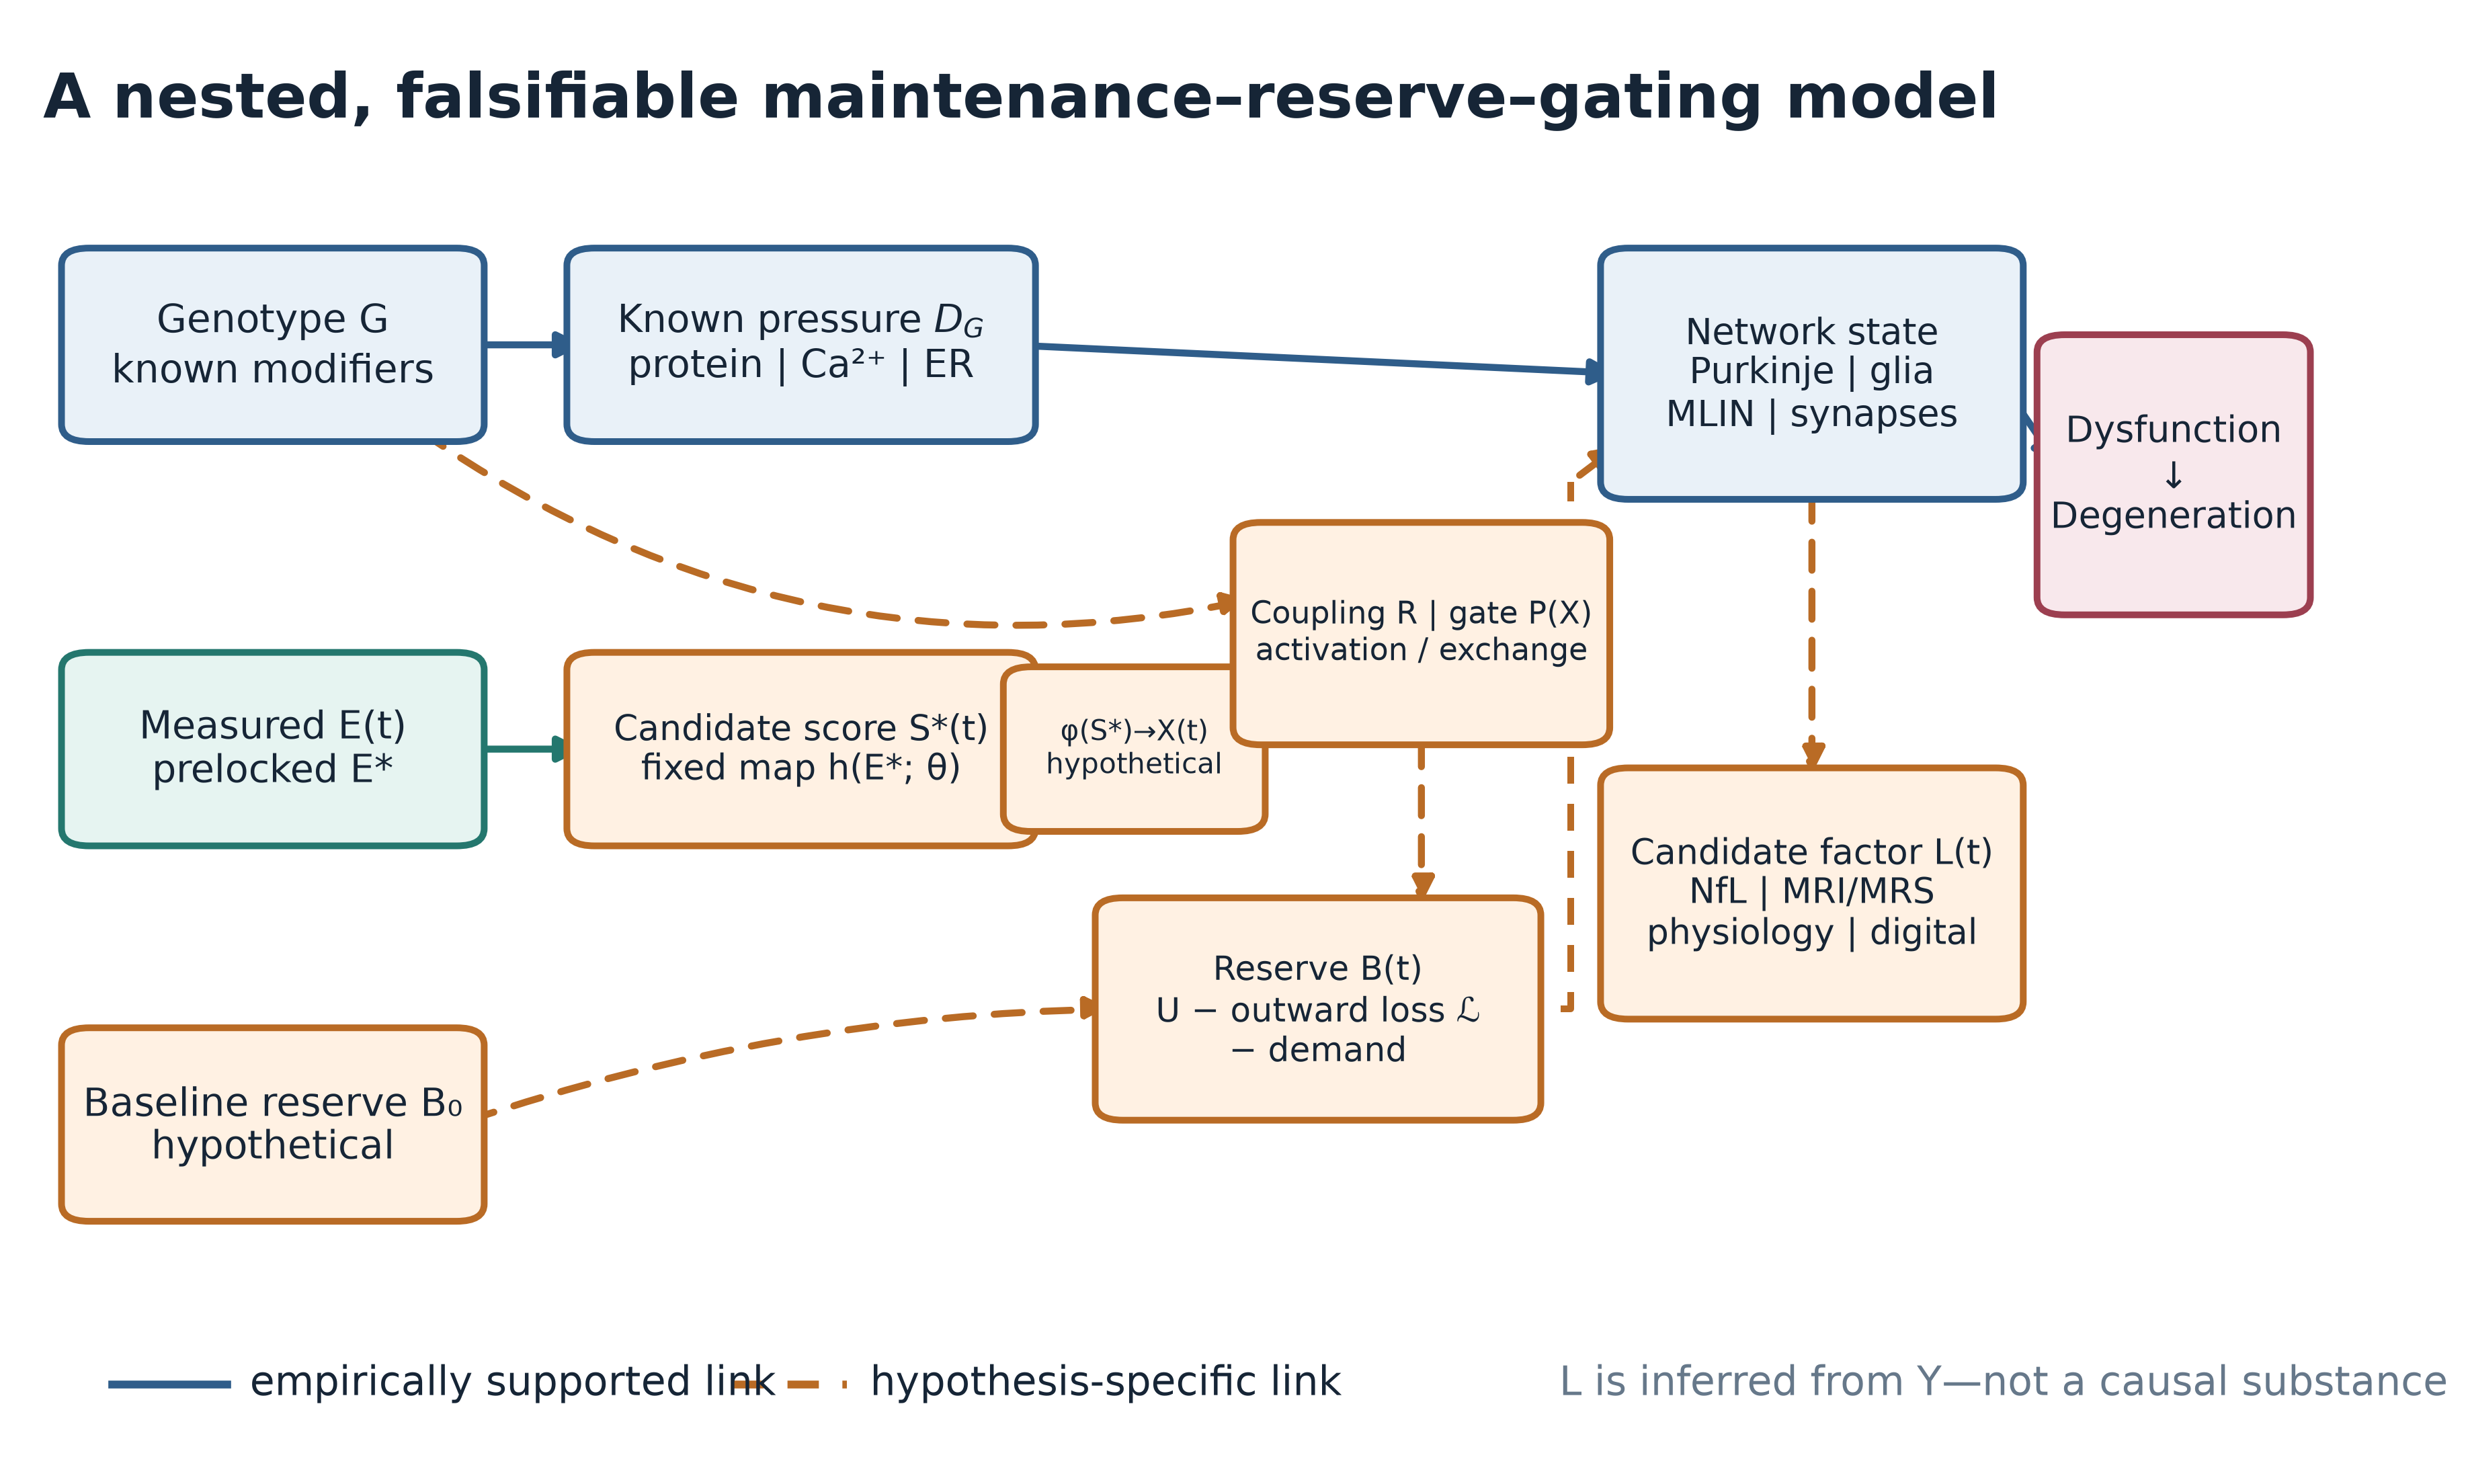 A nested, falsifiable maintenance–reserve–gating model
Genotype G
known modifiers
Known pressure D_G
protein | Ca²⁺ | ER
Network state
Purkinje | glia
MLIN | synapses
Dysfunction
↓
Degeneration
Coupling R | gate P(X)
activation / exchange
Measured E(t)
prelocked E*
Candidate score S*(t)
fixed map h(E*; θ)
φ(S*)→X(t)
hypothetical
Candidate factor L(t)
NfL | MRI/MRS
physiology | digital
Reserve B(t)
U − outward loss ℒ
− demand
Baseline reserve B₀
hypothetical
empirically supported link
hypothesis-specific link
L is inferred from Y—not a causal substance